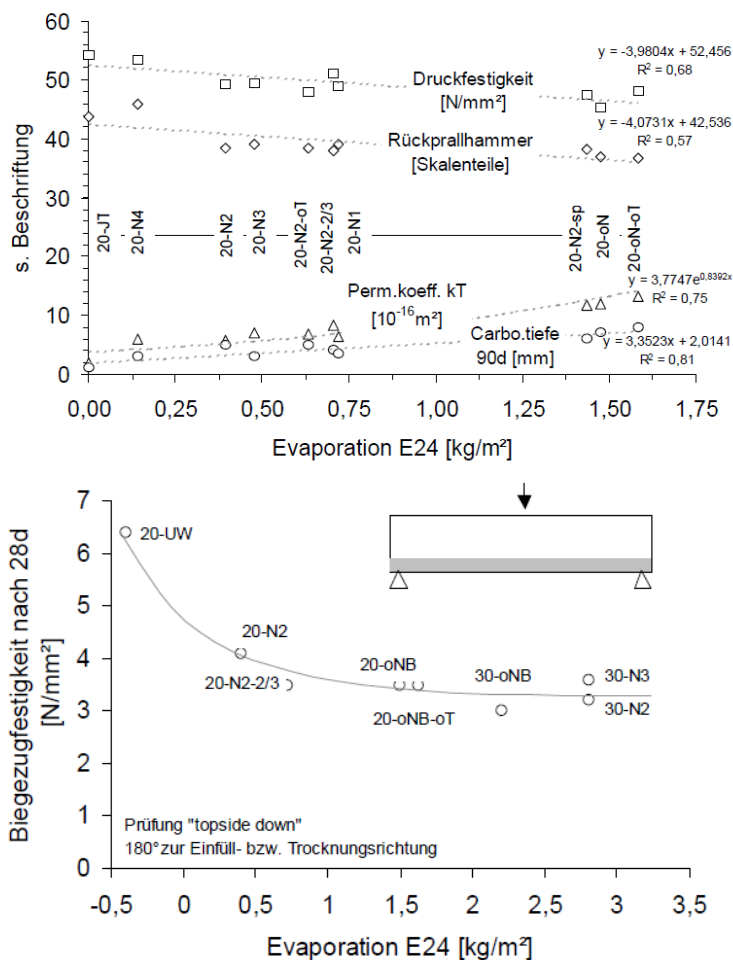 60
50
40
30
20
10
0
s. Beschriftung
y = -3,9804x + 52,456
R² = 0,68
Druckfestigkeit
[N/mm²]
y = -4,0731x + 42,536
R² = 0,57
Rückprallhammer
[Skalenteile]
20-JT
20-N4
20-N2
20-N3
20-N2-oT
20-N2-2/3
20-N1
20-N2-sp
20-oN
20-oN-oT
Perm.koeff. kT
[10⁻¹⁶m²]
y = 3,7747e^0,8392x
R² = 0,75
Carbo.tiefe
90d [mm]
y = 3,3523x + 2,0141
R² = 0,81
0,00 0,25 0,50 0,75 1,00 1,25 1,50 1,75
Evaporation E24 [kg/m²]
7
6
5
4
3
2
1
0
Biegezugfestigkeit nach 28d
[N/mm²]
20-UW
20-N2
20-N2-2/3
20-oNB
20-oNB-oT
30-oNB
30-N3
30-N2
Prüfung "topside down"
180°zur Einfüll- bzw. Trocknungsrichtung
-0,5 0 0,5 1 1,5 2 2,5 3 3,5
Evaporation E24 [kg/m²]